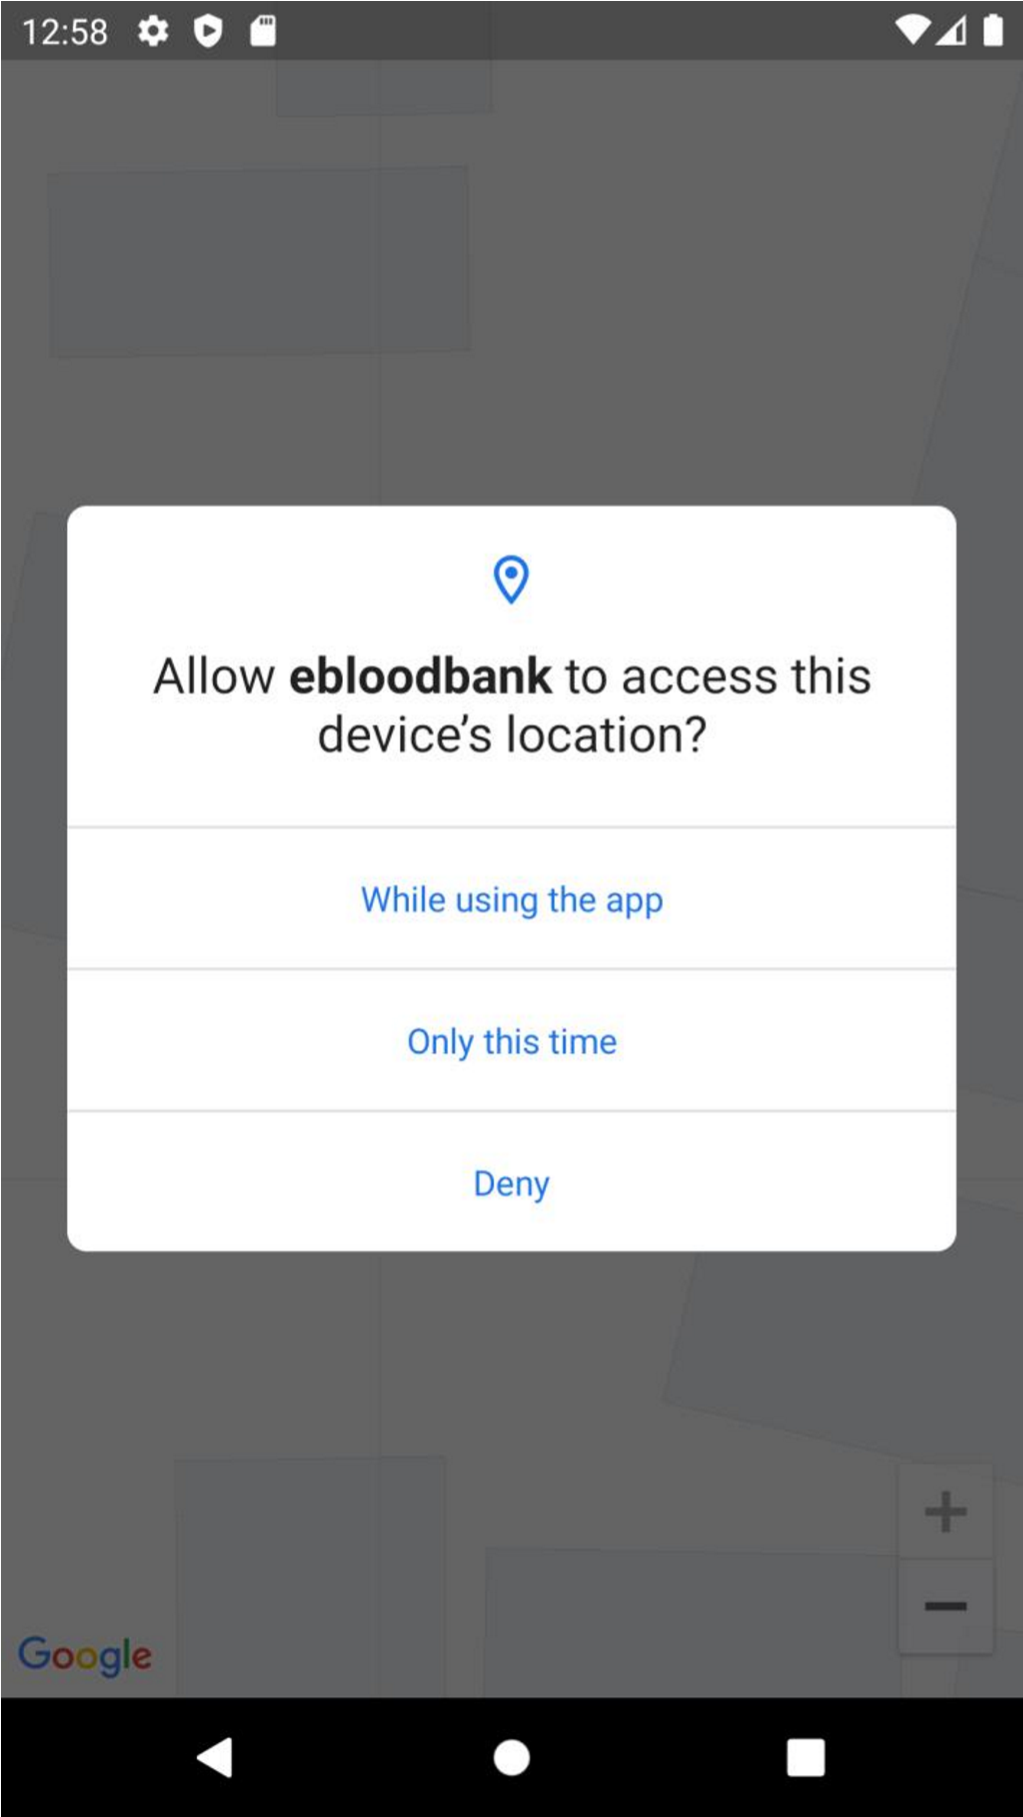 12:58
Allow ebloodbank to access this
device’s location?
While using the app
Only this time
Deny
Google